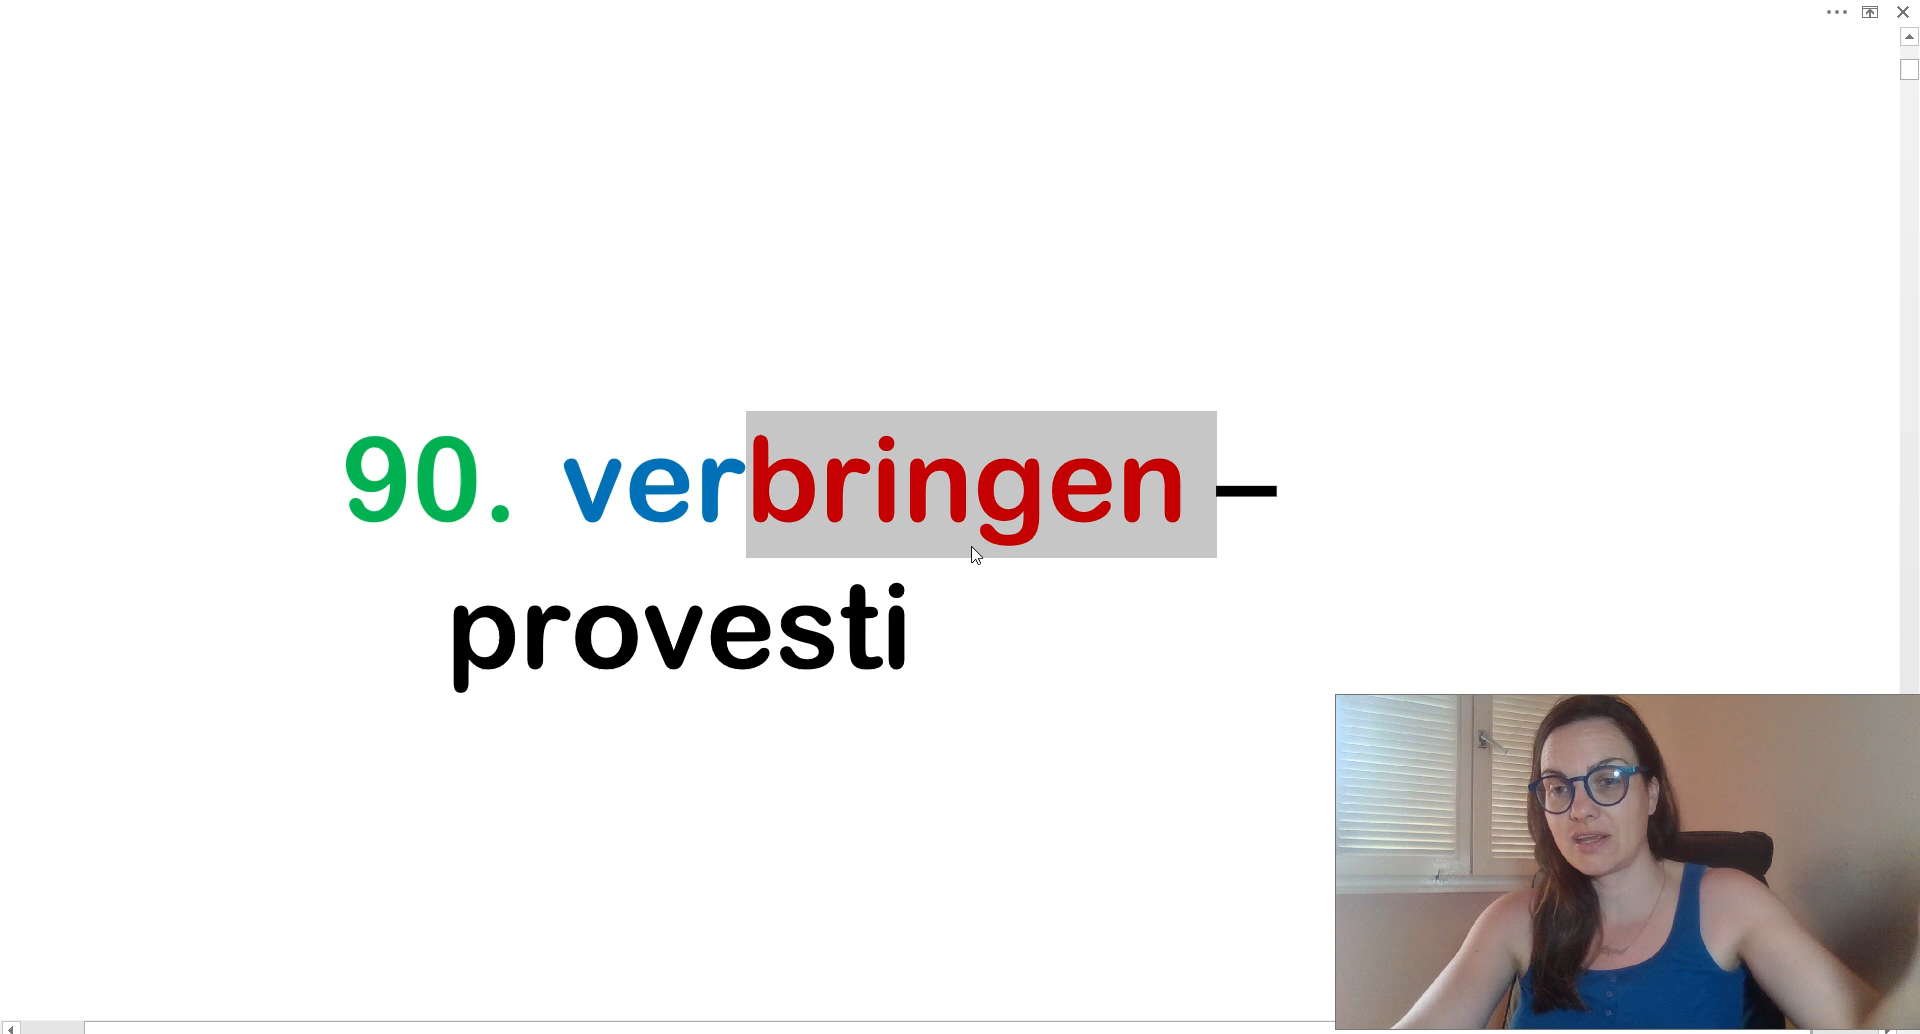 90. verbringen –
provesti